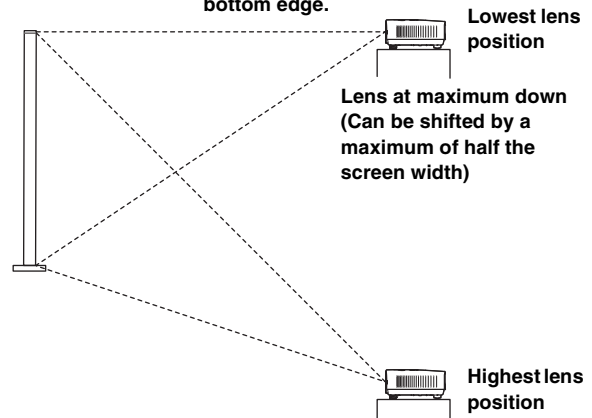 bottom edge.
Lowest lens
position
Lens at maximum down
(Can be shifted by a
maximum of half the
screen width)
Highest lens
position